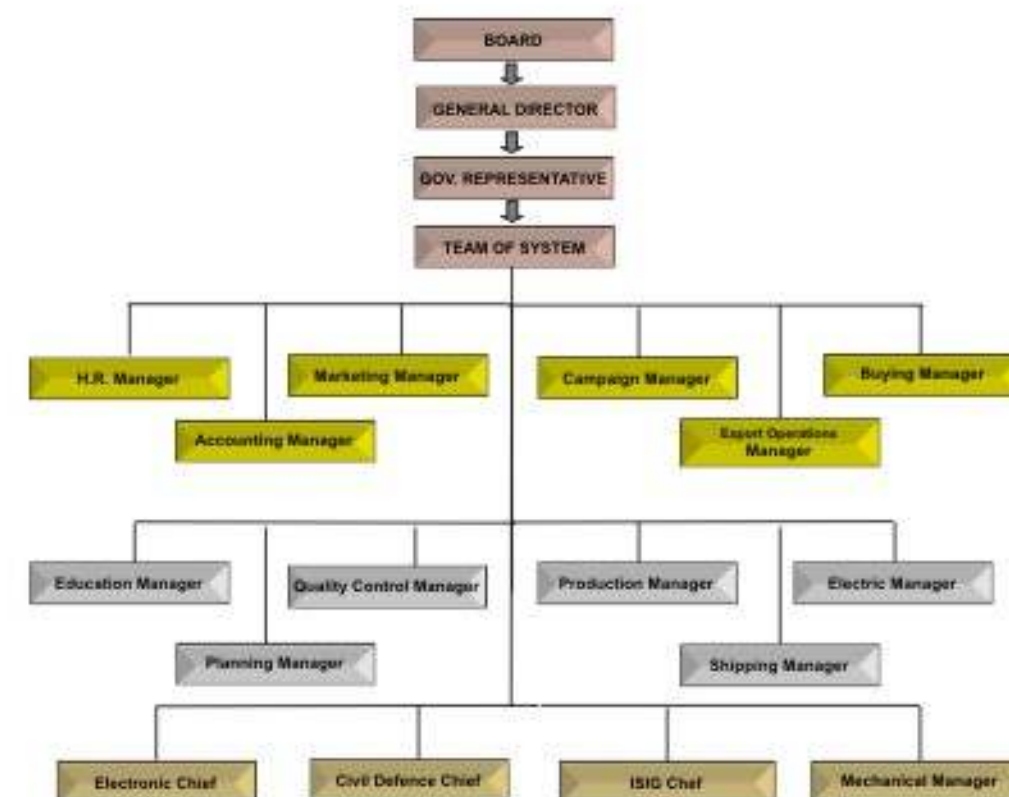 BOARD
GENERAL DIRECTOR
GOV. REPRESENTATIVE
TEAM OF SYSTEM
H.R. Manager
Marketing Manager
Campaign Manager
Buying Manager
Accounting Manager
Export Operations
Manager
Education Manager
Quality Control Manager
Production Manager
Electric Manager
Planning Manager
Shipping Manager
Electronic Chief
Civil Defence Chief
ISIG Chef
Mechanical Manager